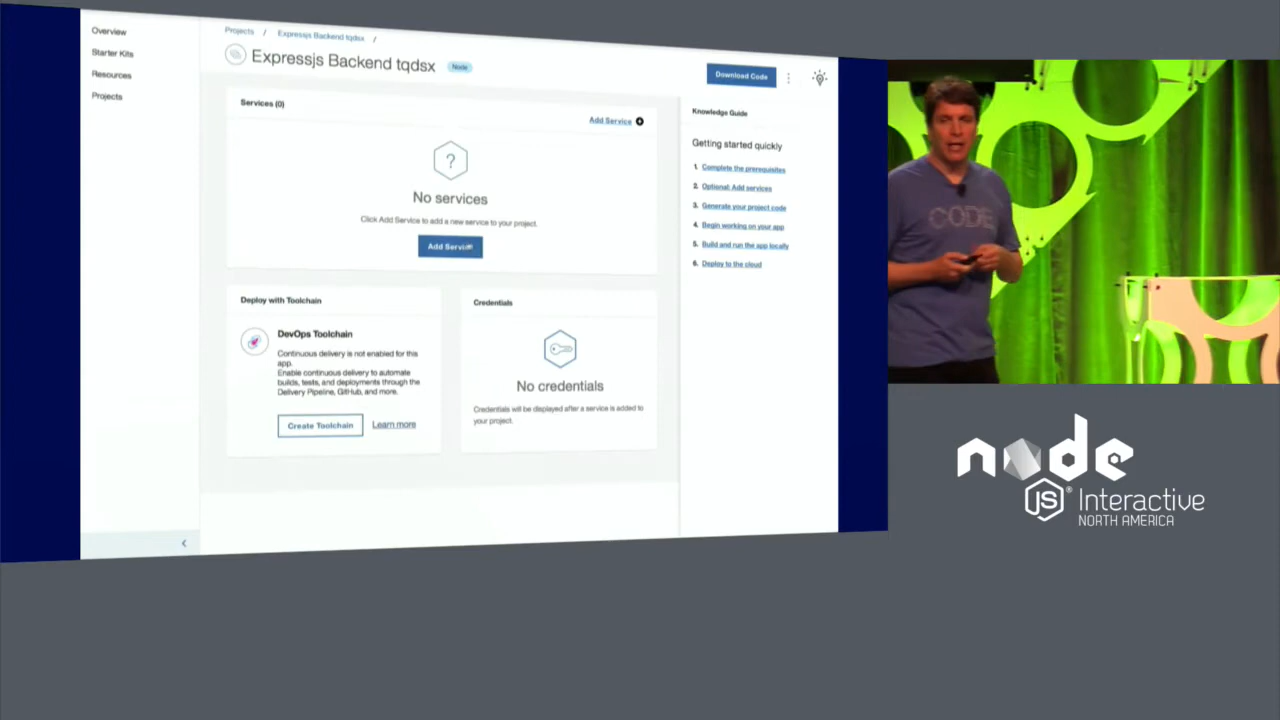 Overview
Starter Kits
Resources
Projects
Projects / Expressjs Backend tqdsx /
Expressjs Backend tqdsx Node
Download Code
Services (0)
Add Service
No services
Click Add Service to add a new service to your project.
Add Service
Deploy with Toolchain
DevOps Toolchain
Continuous delivery is not enabled for this
app.
Enable continuous delivery to automate
builds, tests, and deployments through the
Delivery Pipeline, GitHub, and more.
Create Toolchain Learn more
Credentials
No credentials
Credentials will be displayed after a service is added to
your project.
Knowledge Guide
Getting started quickly
1. Complete the prerequisites
2. Optional: Add services
3. Generate your project code
4. Begin working on your app
5. Build and run the app locally
6. Deploy to the cloud
CODE
node
JS® Interactive
NORTH AMERICA